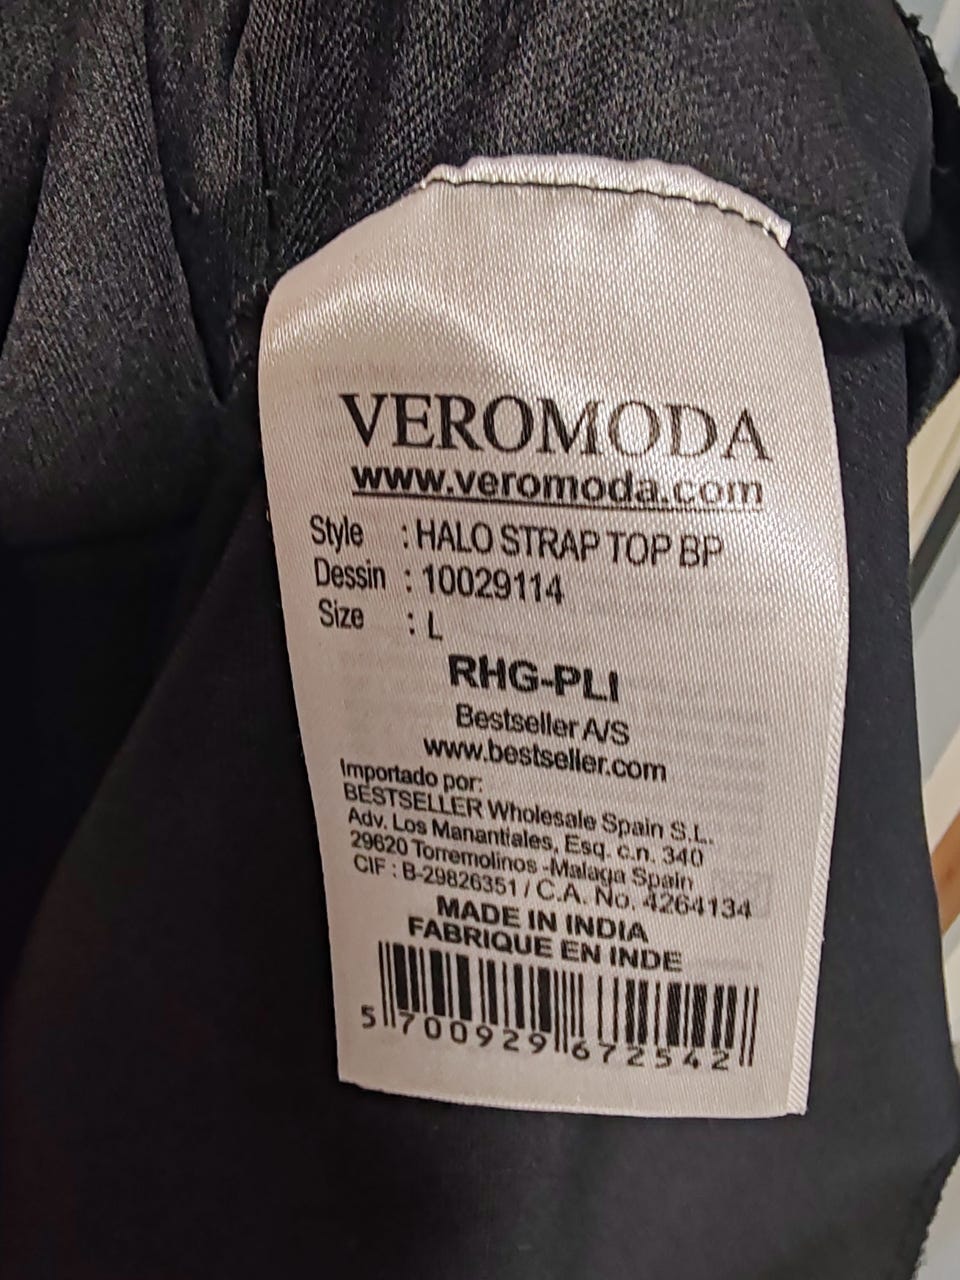 VEROMODA
www.veromoda.com
Style : HALO STRAP TOP BP
Dessin : 10029114
Size : L
RHG-PLI
Bestseller A/S
www.bestseller.com
Importado por:
BESTSELLER Wholesale Spain S.L.
Adv. Los Manantiales, Esq. c.n. 340
29620 Torremolinos -Malaga Spain
CIF : B-29826351 / C.A. No. 4264134
MADE IN INDIA
FABRIQUE EN INDE
5 700929 672542